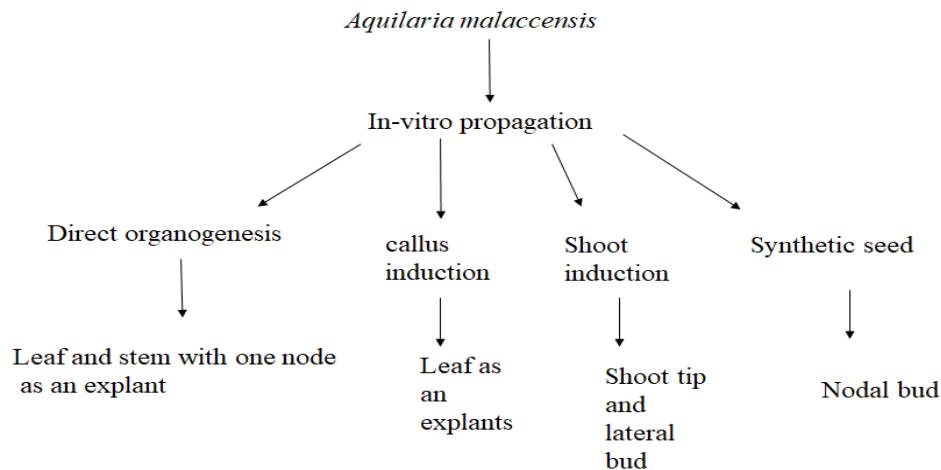 Aquilaria malaccensis
In-vitro propagation
Direct organogenesis
callus
induction
Shoot
induction
Synthetic seed
Leaf and stem with one node
as an explant
Leaf as
an
explants
Shoot tip
and
lateral
bud
Nodal bud